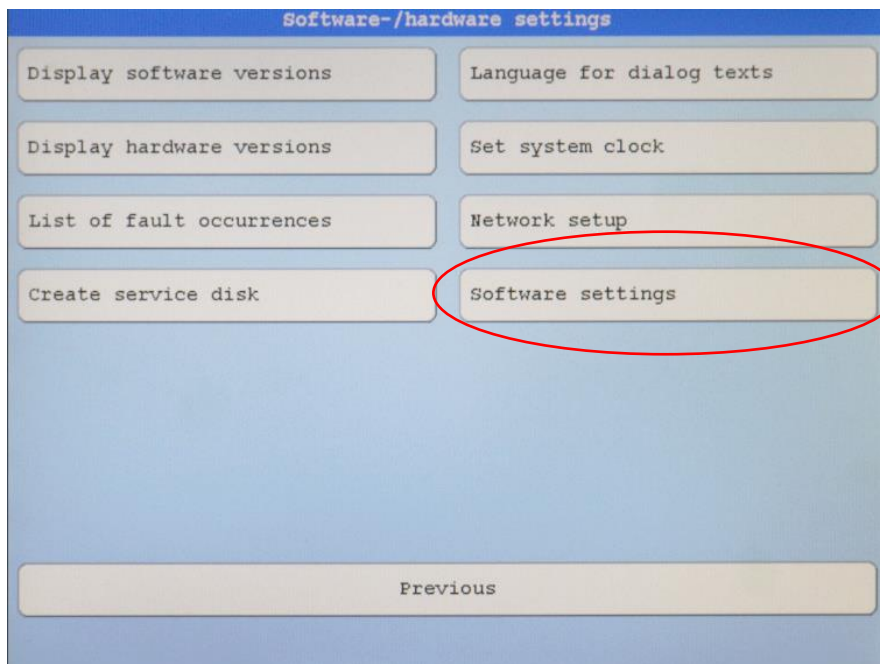 Software-/hardware settings
Display software versions
Language for dialog texts
Display hardware versions
Set system clock
List of fault occurrences
Network setup
Create service disk
Software settings
Previous